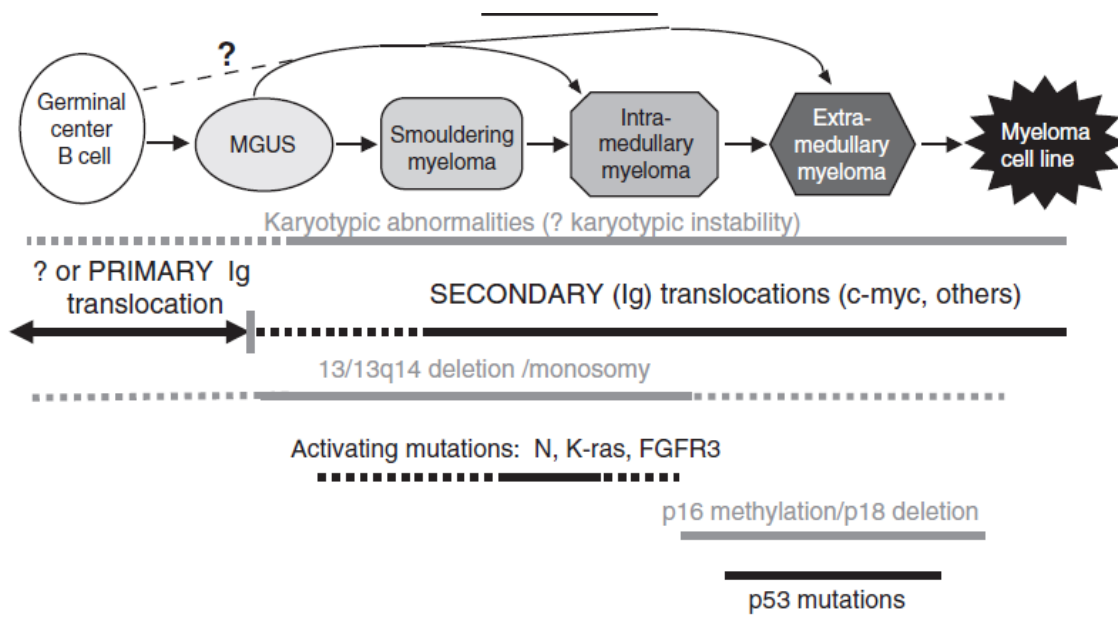 ?
Germinal
center
B cell
MGUS
Smouldering
myeloma
Intra-
medullary
myeloma
Extra-
medullary
myeloma
Myeloma
cell line
Karyotypic abnormalities (? karyotypic instability)
? or PRIMARY Ig
translocation
SECONDARY (Ig) translocations (c-myc, others)
13/13q14 deletion /monosomy
Activating mutations: N, K-ras, FGFR3
p16 methylation/p18 deletion
p53 mutations